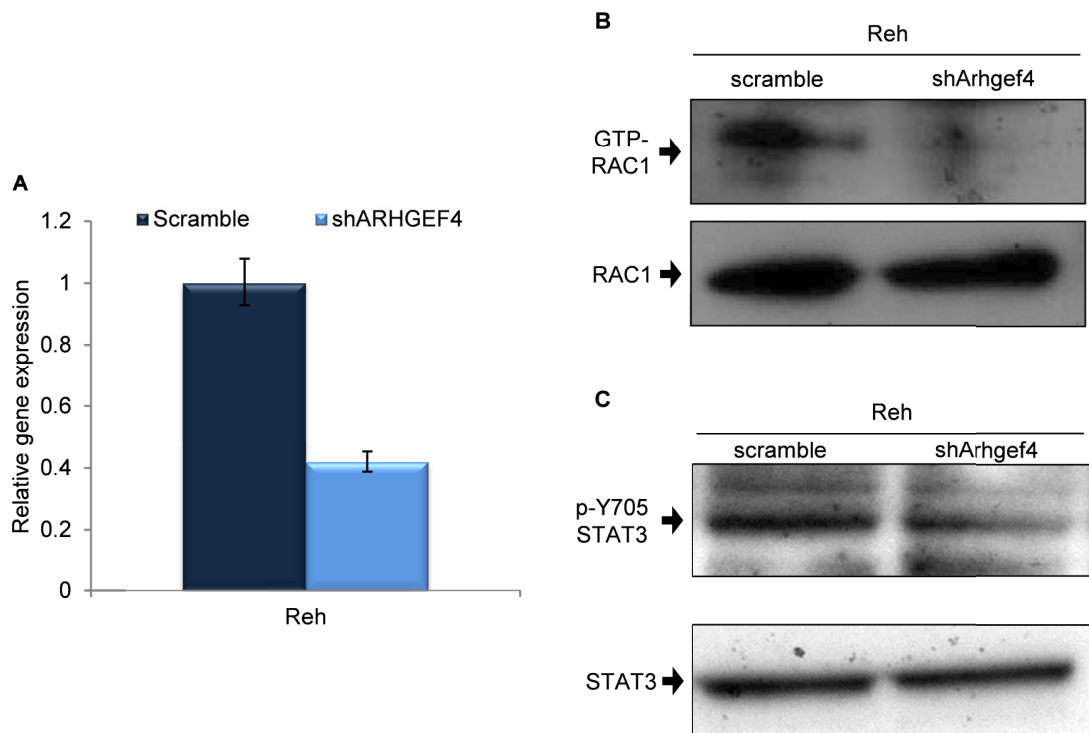 A
Scramble
shARHGEF4
1.2
1
0.8
0.6
0.4
0.2
0
Relative gene expression
Reh
B
Reh
scramble
shArhgef4
GTP-
RAC1
RAC1
C
Reh
scramble
shArhgef4
p-Y705
STAT3
STAT3